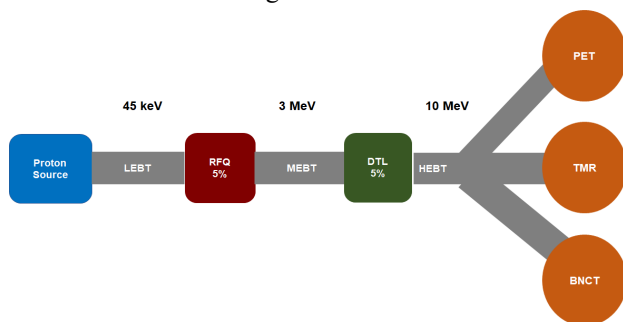 PET
45 keV
3 MeV
10 MeV
Proton
Source
LEBT
RFQ
5%
MEBT
DTL
5%
HEBT
TMR
BNCT